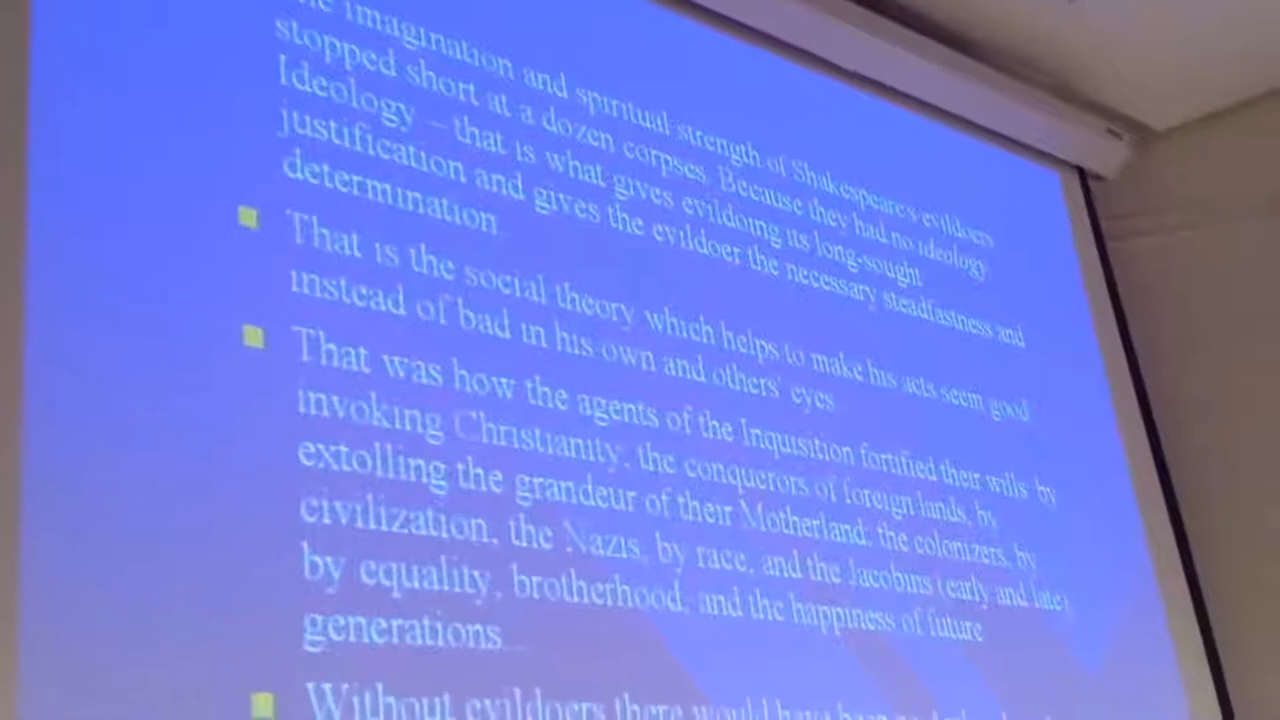 imagination and spiritual strength of Shakespeare's evildoers
stopped short at a dozen corpses. Because they had no ideology
Ideology – that is what gives evildoing its long-sought
justification and gives the evildoer the necessary steadfastness and
determination.
That is the social theory which helps to make his acts seem good
instead of bad in his own and others' eyes
That was how the agents of the Inquisition fortified their wills by
invoking Christianity; the conquerors of foreign lands, by
extolling the grandeur of their Motherland; the colonizers, by
civilization, the Nazis, by race, and the Jacobins (early and late)
by equality, brotherhood, and the happiness of future
generations...
Without evildoers there would have been